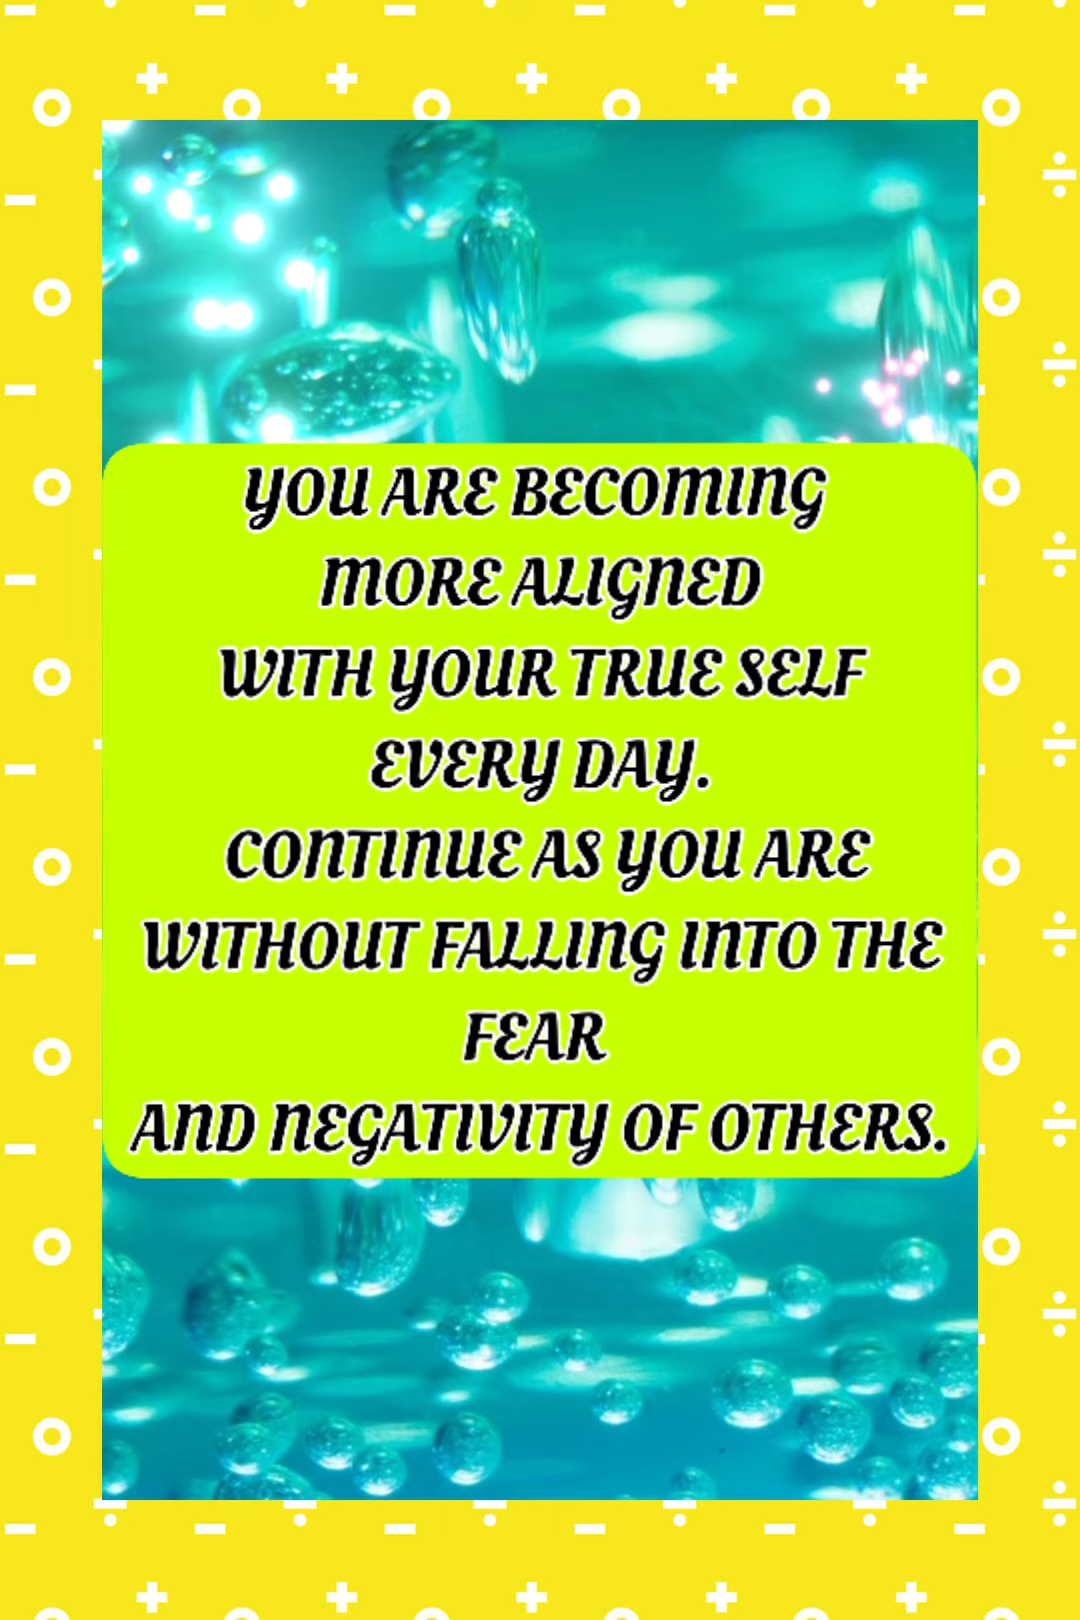 YOU ARE BECOMING
MORE ALIGNED
WITH YOUR TRUE SELF
EVERY DAY.
CONTINUE AS YOU ARE
WITHOUT FALLING INTO THE
FEAR
AND NEGATIVITY OF OTHERS.